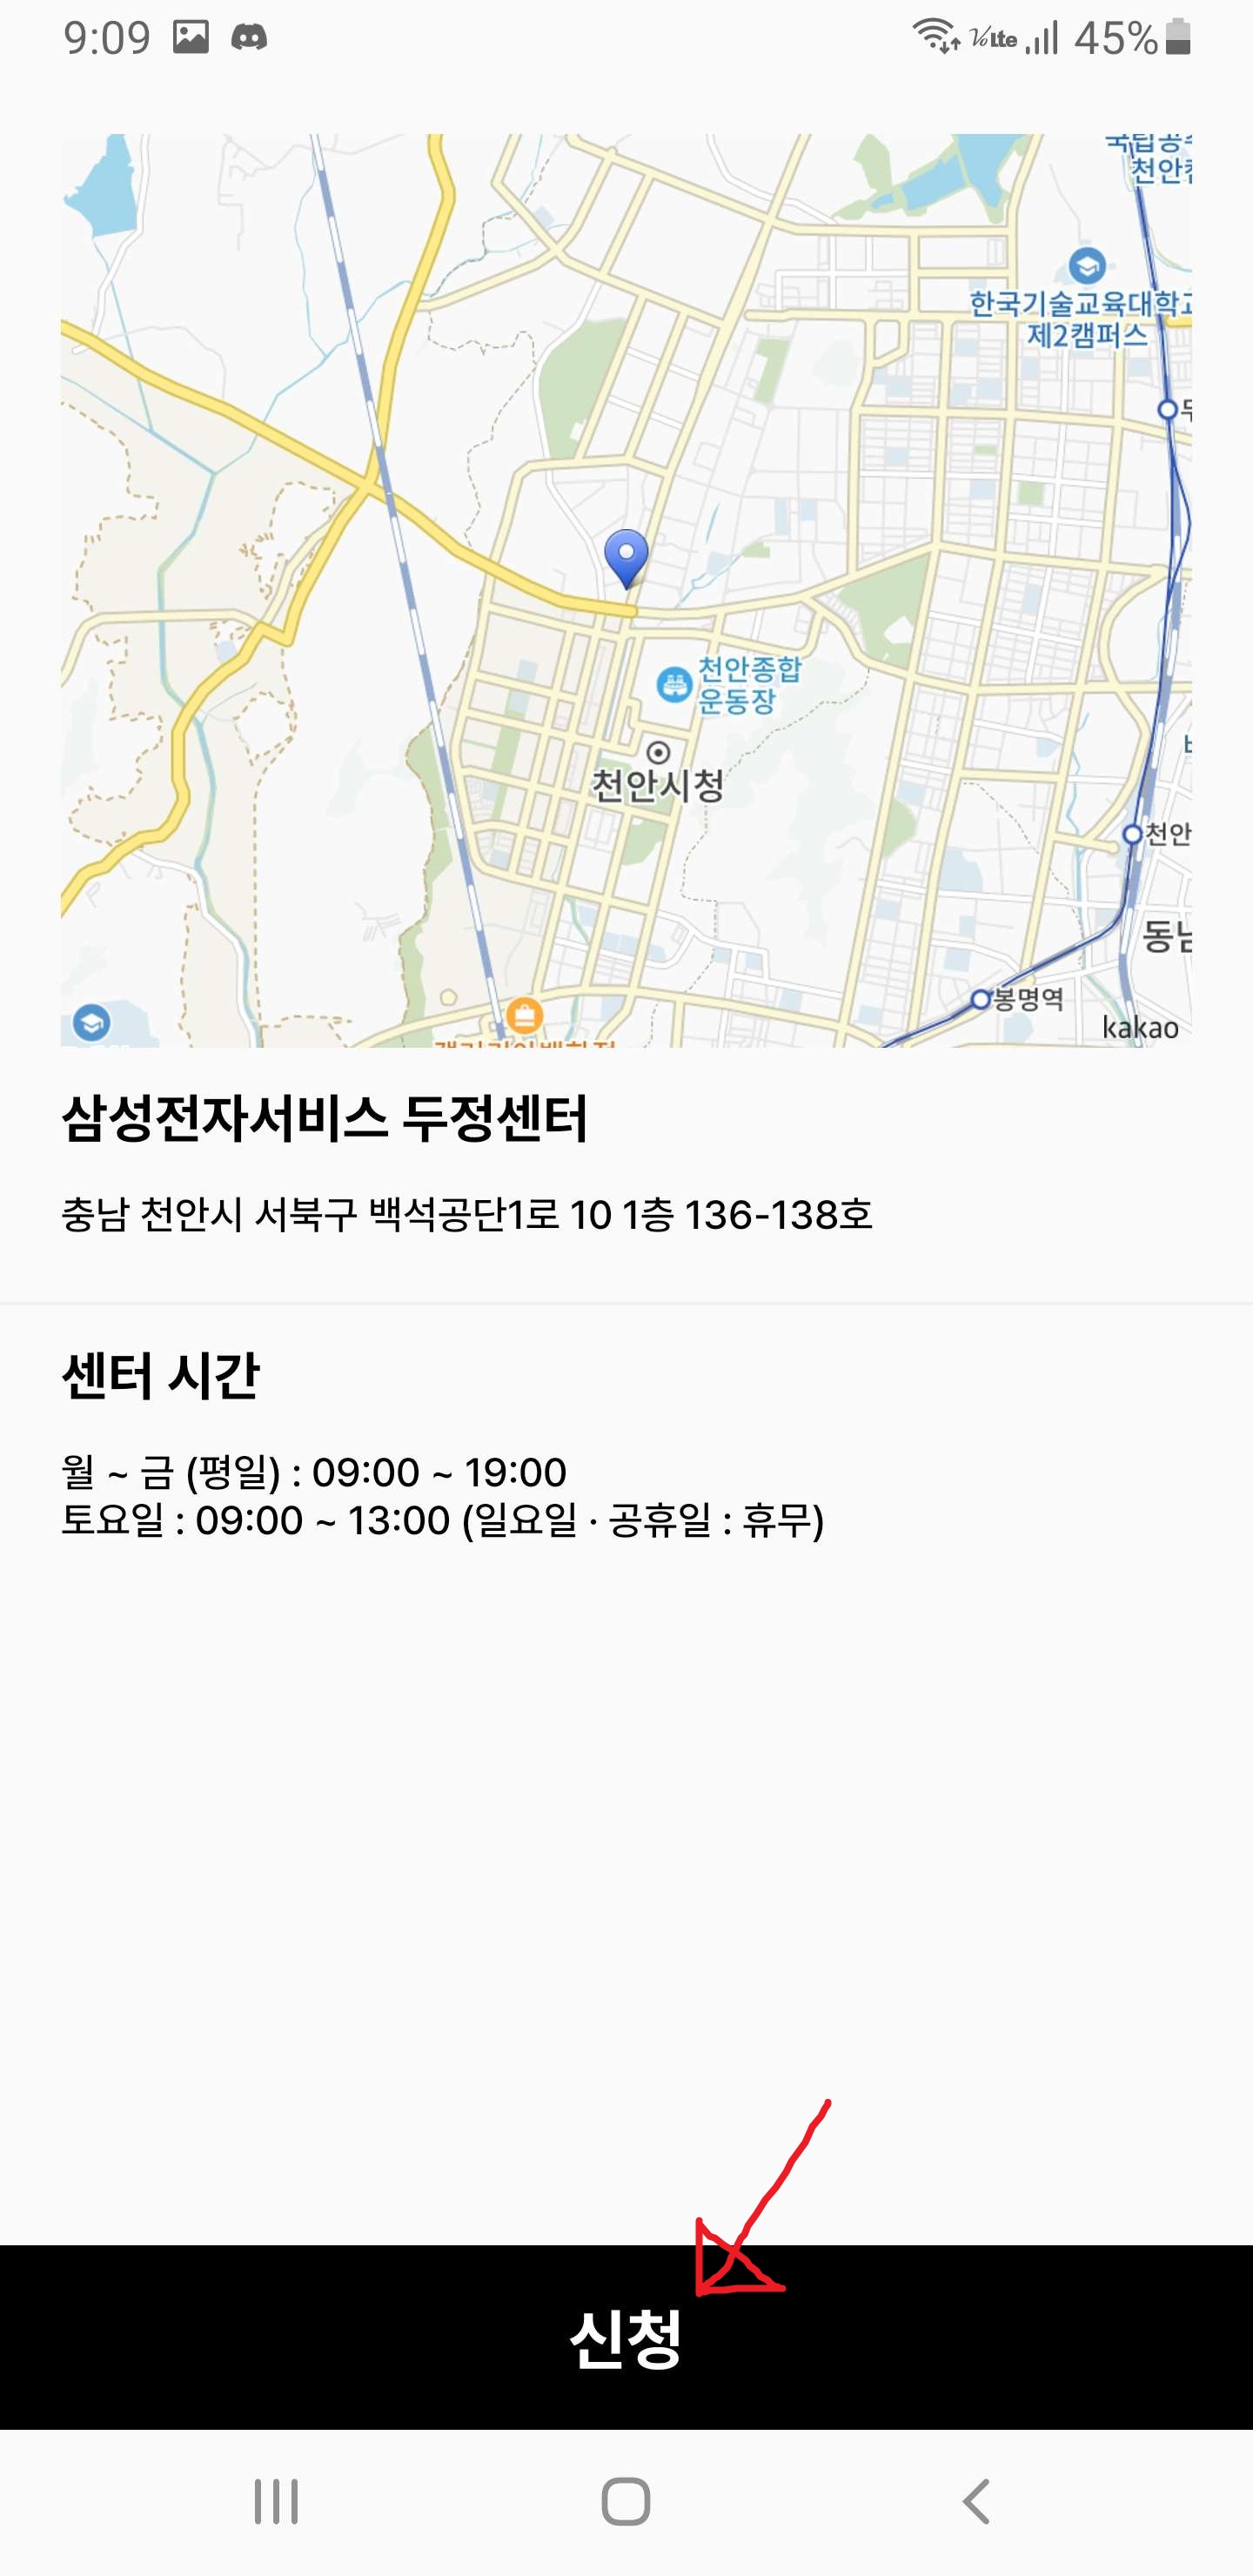 9:09
VoLte 45%
천안
한국기술교육대학교
제2캠퍼스
천안종합
운동장
천안시청
천안
동남
봉명역
kakao
삼성전자서비스 두정센터
충남 천안시 서북구 백석공단1로 10 1층 136-138호
센터 시간
월 ~ 금 (평일) : 09:00 ~ 19:00
토요일 : 09:00 ~ 13:00 (일요일 · 공휴일 : 휴무)
신청